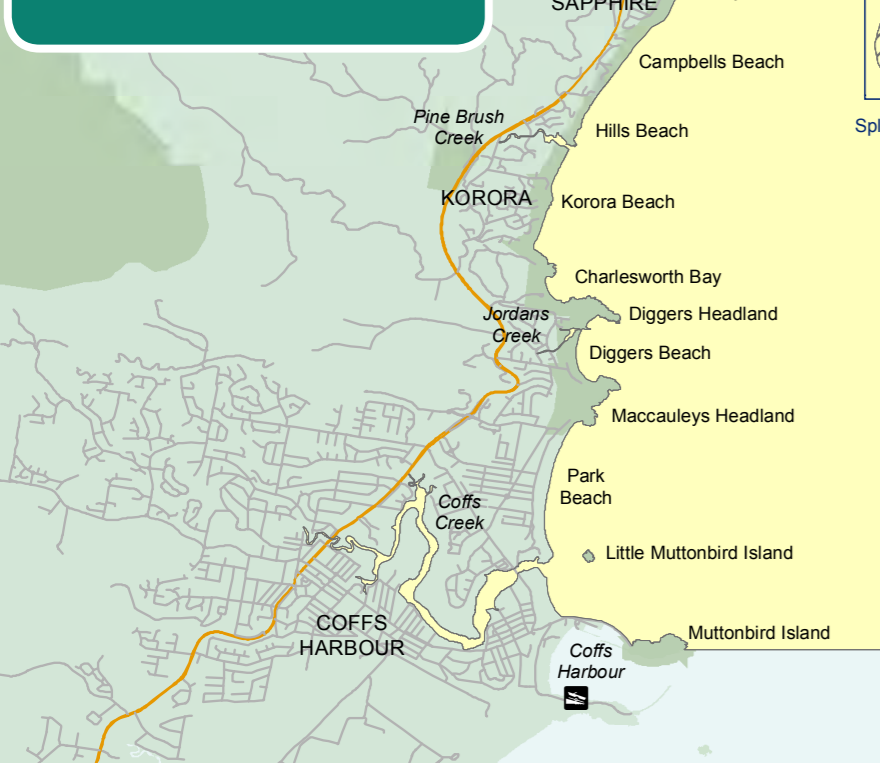 SAPPHIRE
Campbells Beach
Pine Brush
Creek
Hills Beach
Spl
KORORA
Korora Beach
Charlesworth Bay
Jordans
Creek
Diggers Headland
Diggers Beach
Maccauleys Headland
Park
Beach
Coffs
Creek
Little Muttonbird Island
COFFS
HARBOUR
Muttonbird Island
Coffs
Harbour